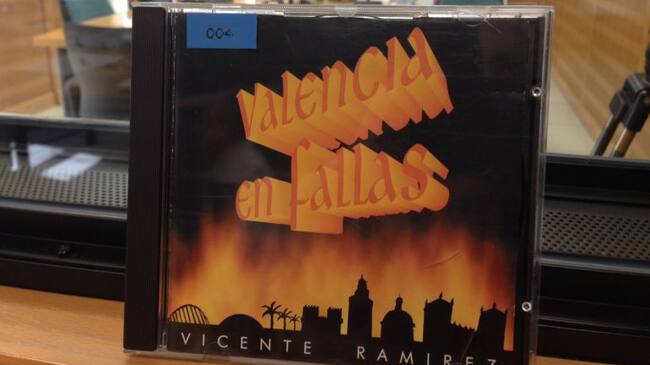 004
Valencia
en fallas
VICENTE RAMIREZ